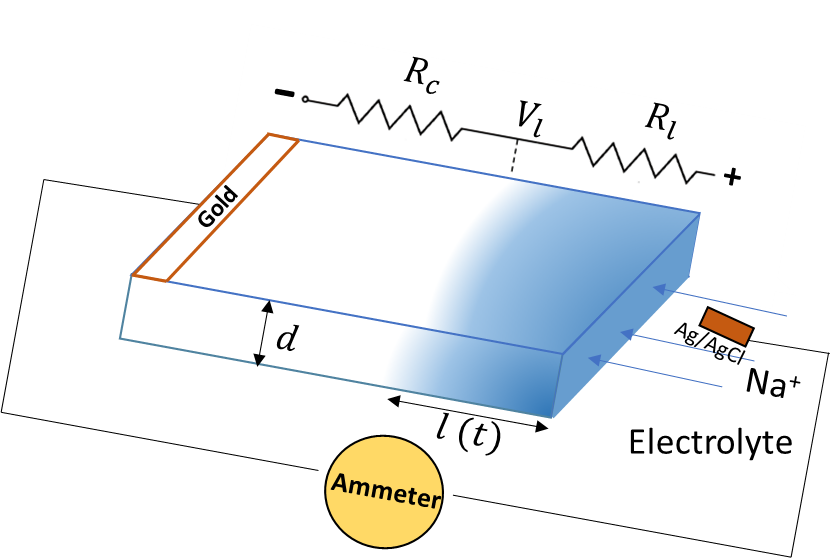 R_c
−
V_l
R_l
+
Gold
d
Ag/AgCl
Na⁺
l (t)
Electrolyte
Ammeter